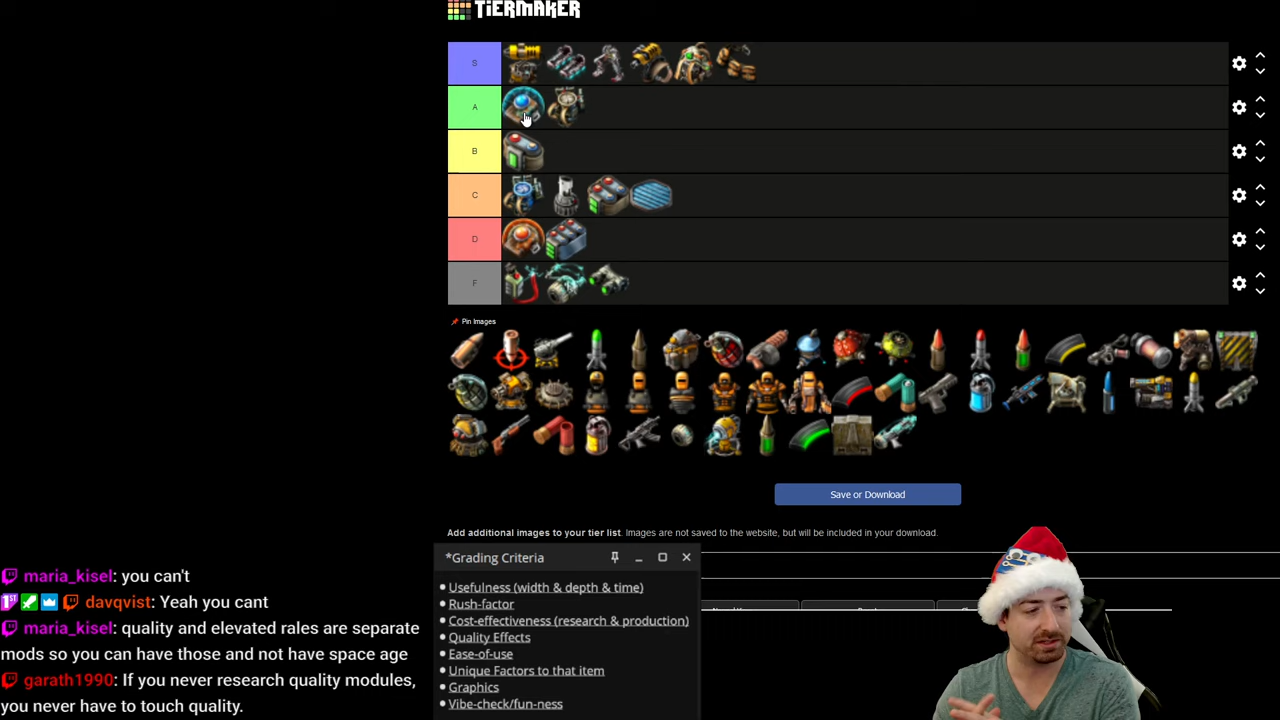 TiERMAKER
S
A
B
C
D
F
Pin Images
Save or Download
Add additional images to your tier list. Images are not saved to the website, but will be included in your download.
*Grading Criteria
Usefulness (width & depth & time)
Rush-factor
Cost-effectiveness (research & production)
Quality Effects
Ease-of-use
Unique Factors to that item
Graphics
Vibe-check/fun-ness
maria_kisel: you can't
davqvist: Yeah you cant
maria_kisel: quality and elevated rales are separate
mods so you can have those and not have space age
garath1990: If you never research quality modules,
you never have to touch quality.